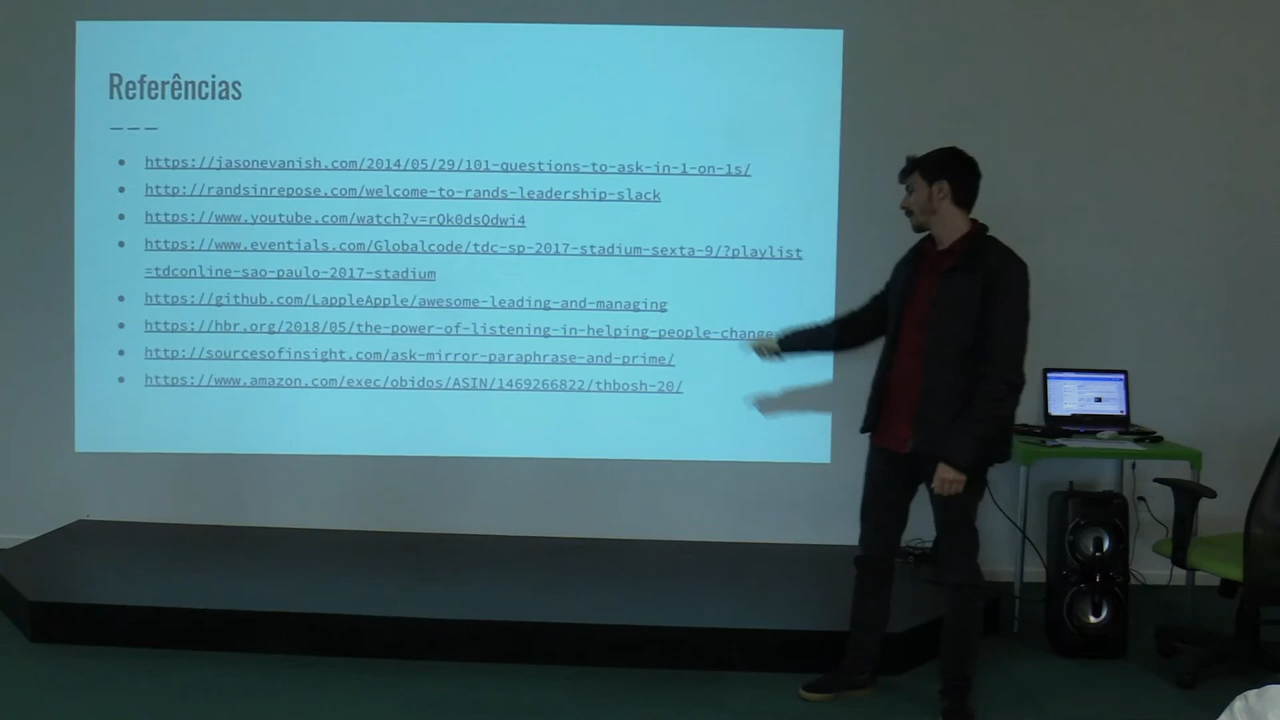 Referências
https://jasonevanish.com/2014/05/29/101-questions-to-ask-in-1-on-1s/
http://randsinrepose.com/welcome-to-rands-leadership-slack
https://www.youtube.com/watch?v=rQk0dsQdwi4
https://www.eventials.com/Globalcode/tdc-sp-2017-stadium-sexta-9/?playlist
=tdconline-sao-paulo-2017-stadium
https://github.com/LappleApple/awesome-leading-and-managing
https://hbr.org/2018/05/the-power-of-listening-in-helping-people-change
http://sourcesofinsight.com/ask-mirror-paraphrase-and-prime/
https://www.amazon.com/exec/obidos/ASIN/1469266822/thbosh-20/